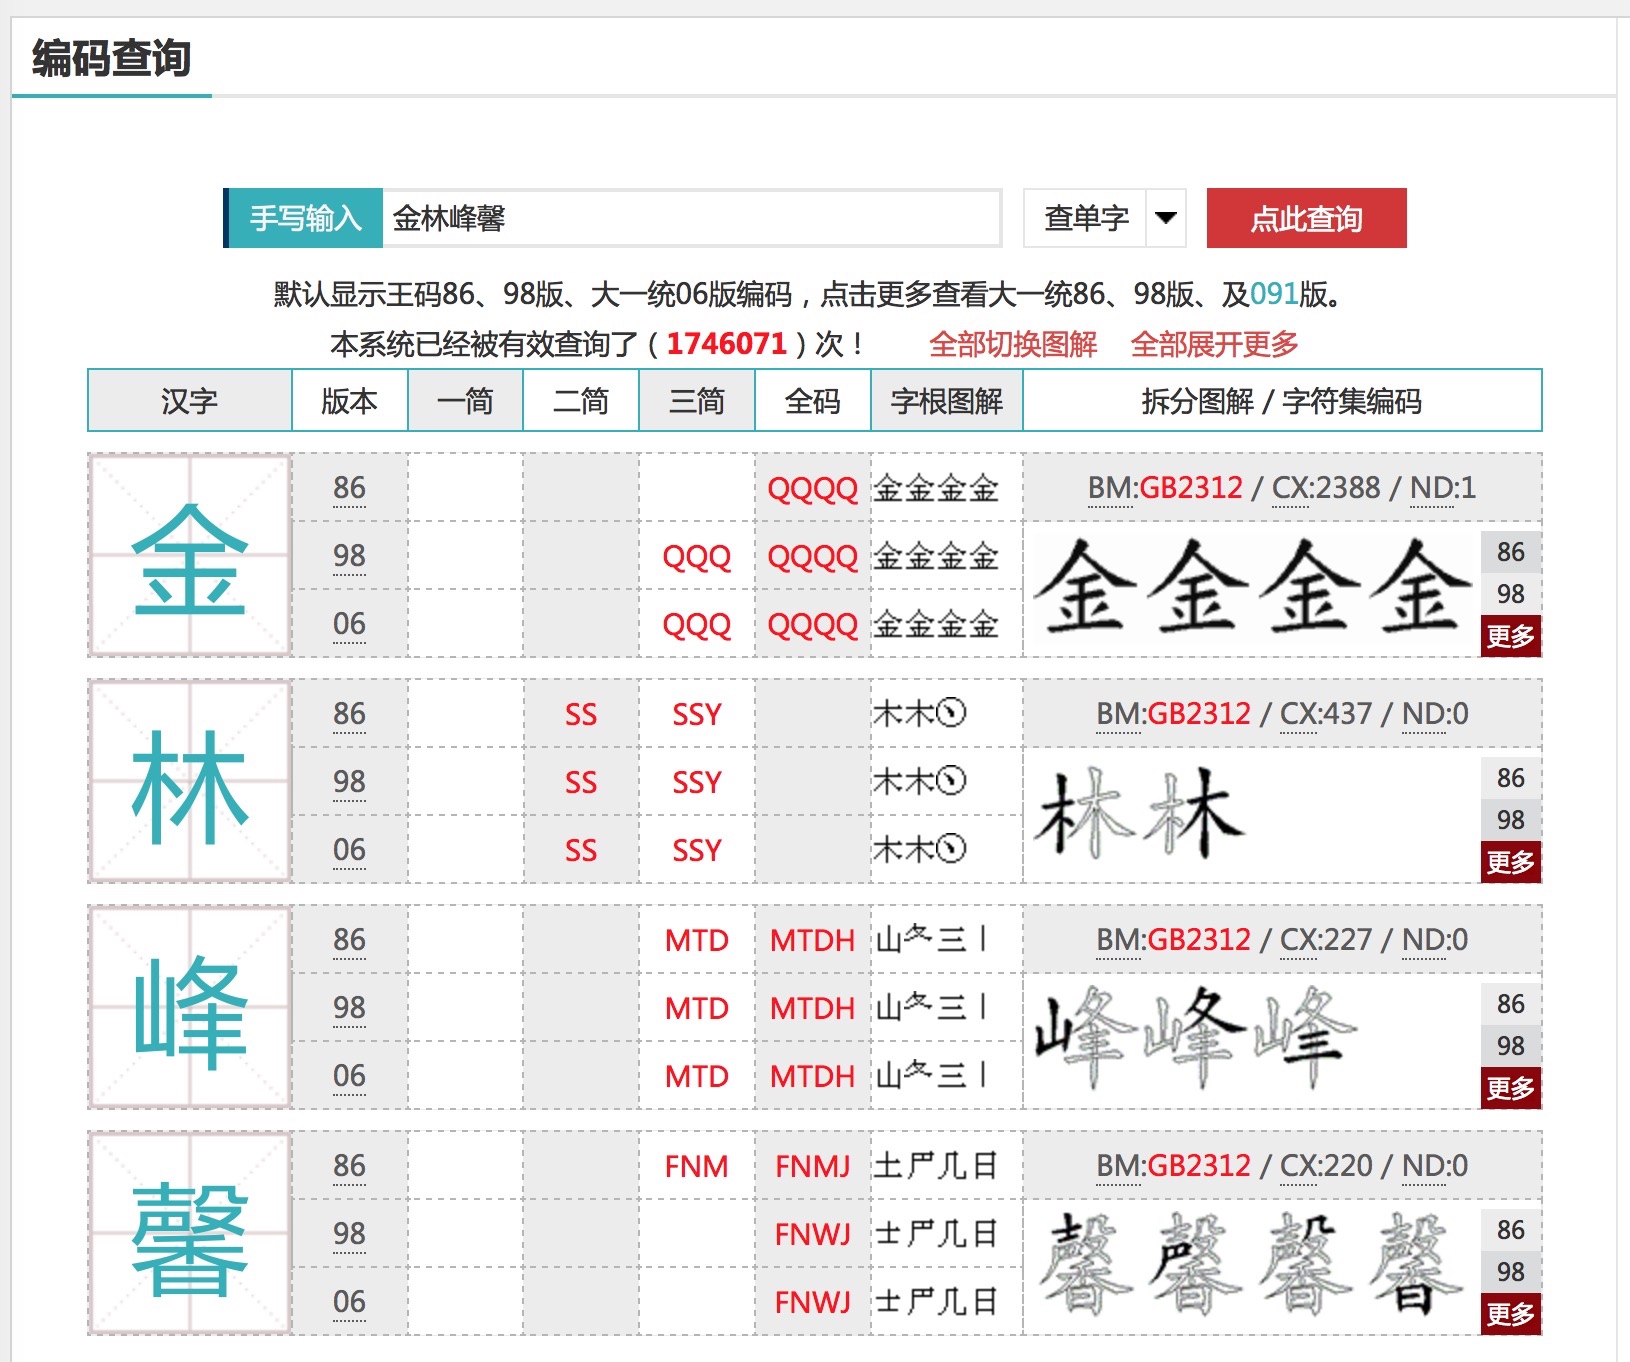 编码查询
手写输入 金林峰馨 查单字 点此查询
默认显示王码86、98版、大一统06版编码，点击更多查看大一统86、98版、及091版。
本系统已经被有效查询了（1746071）次！ 全部切换图解 全部展开更多
汉字 版本 一简 二简 三简 全码 字根图解 拆分图解 / 字符集编码
金 86 QQQQ 金金金金 BM:GB2312 / CX:2388 / ND:1
98 QQQ QQQQ 金金金金 金金金金 86
98
06 QQQ QQQQ 金金金金 更多
林 86 SS SSY 木木㇏ BM:GB2312 / CX:437 / ND:0
98 SS SSY 木木㇏ 林林 86
98
06 SS SSY 木木㇏ 更多
峰 86 MTD MTDH 山夂三丨 BM:GB2312 / CX:227 / ND:0
98 MTD MTDH 山夂三丨 峰峰峰 86
98
06 MTD MTDH 山夂三丨 更多
馨 86 FNM FNMJ 土尸几日 BM:GB2312 / CX:220 / ND:0
98 FNWJ 士尸几日 馨馨馨馨 86
98
06 FNWJ 士尸几日 更多